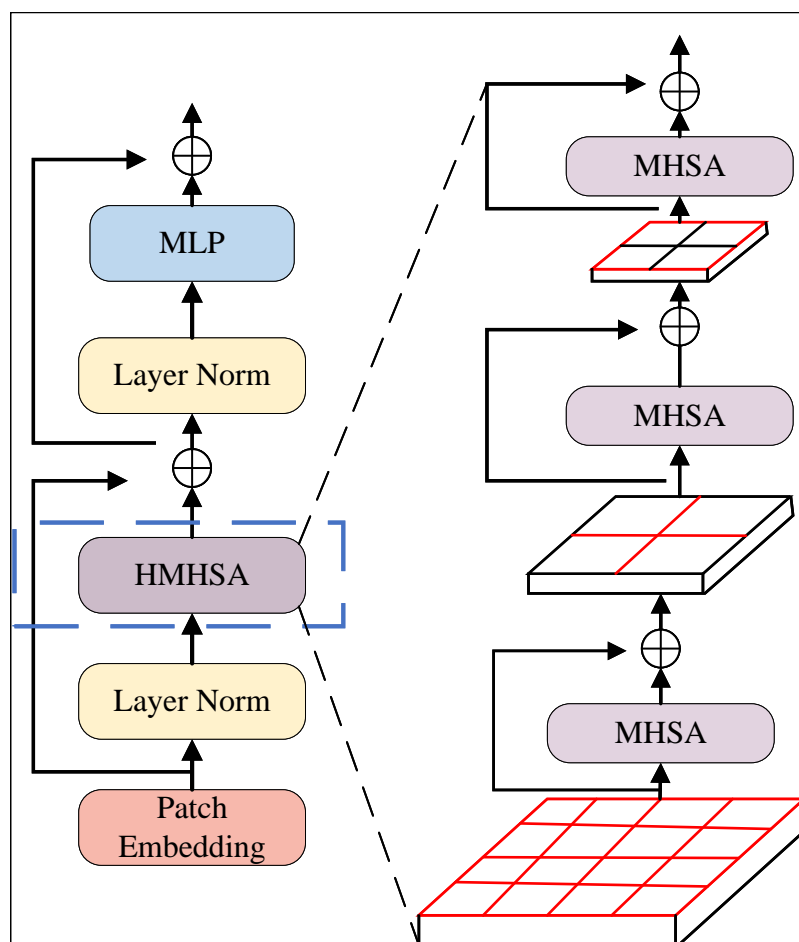 MLP
Layer Norm
HMHSA
Layer Norm
Patch
Embedding
MHSA
MHSA
MHSA